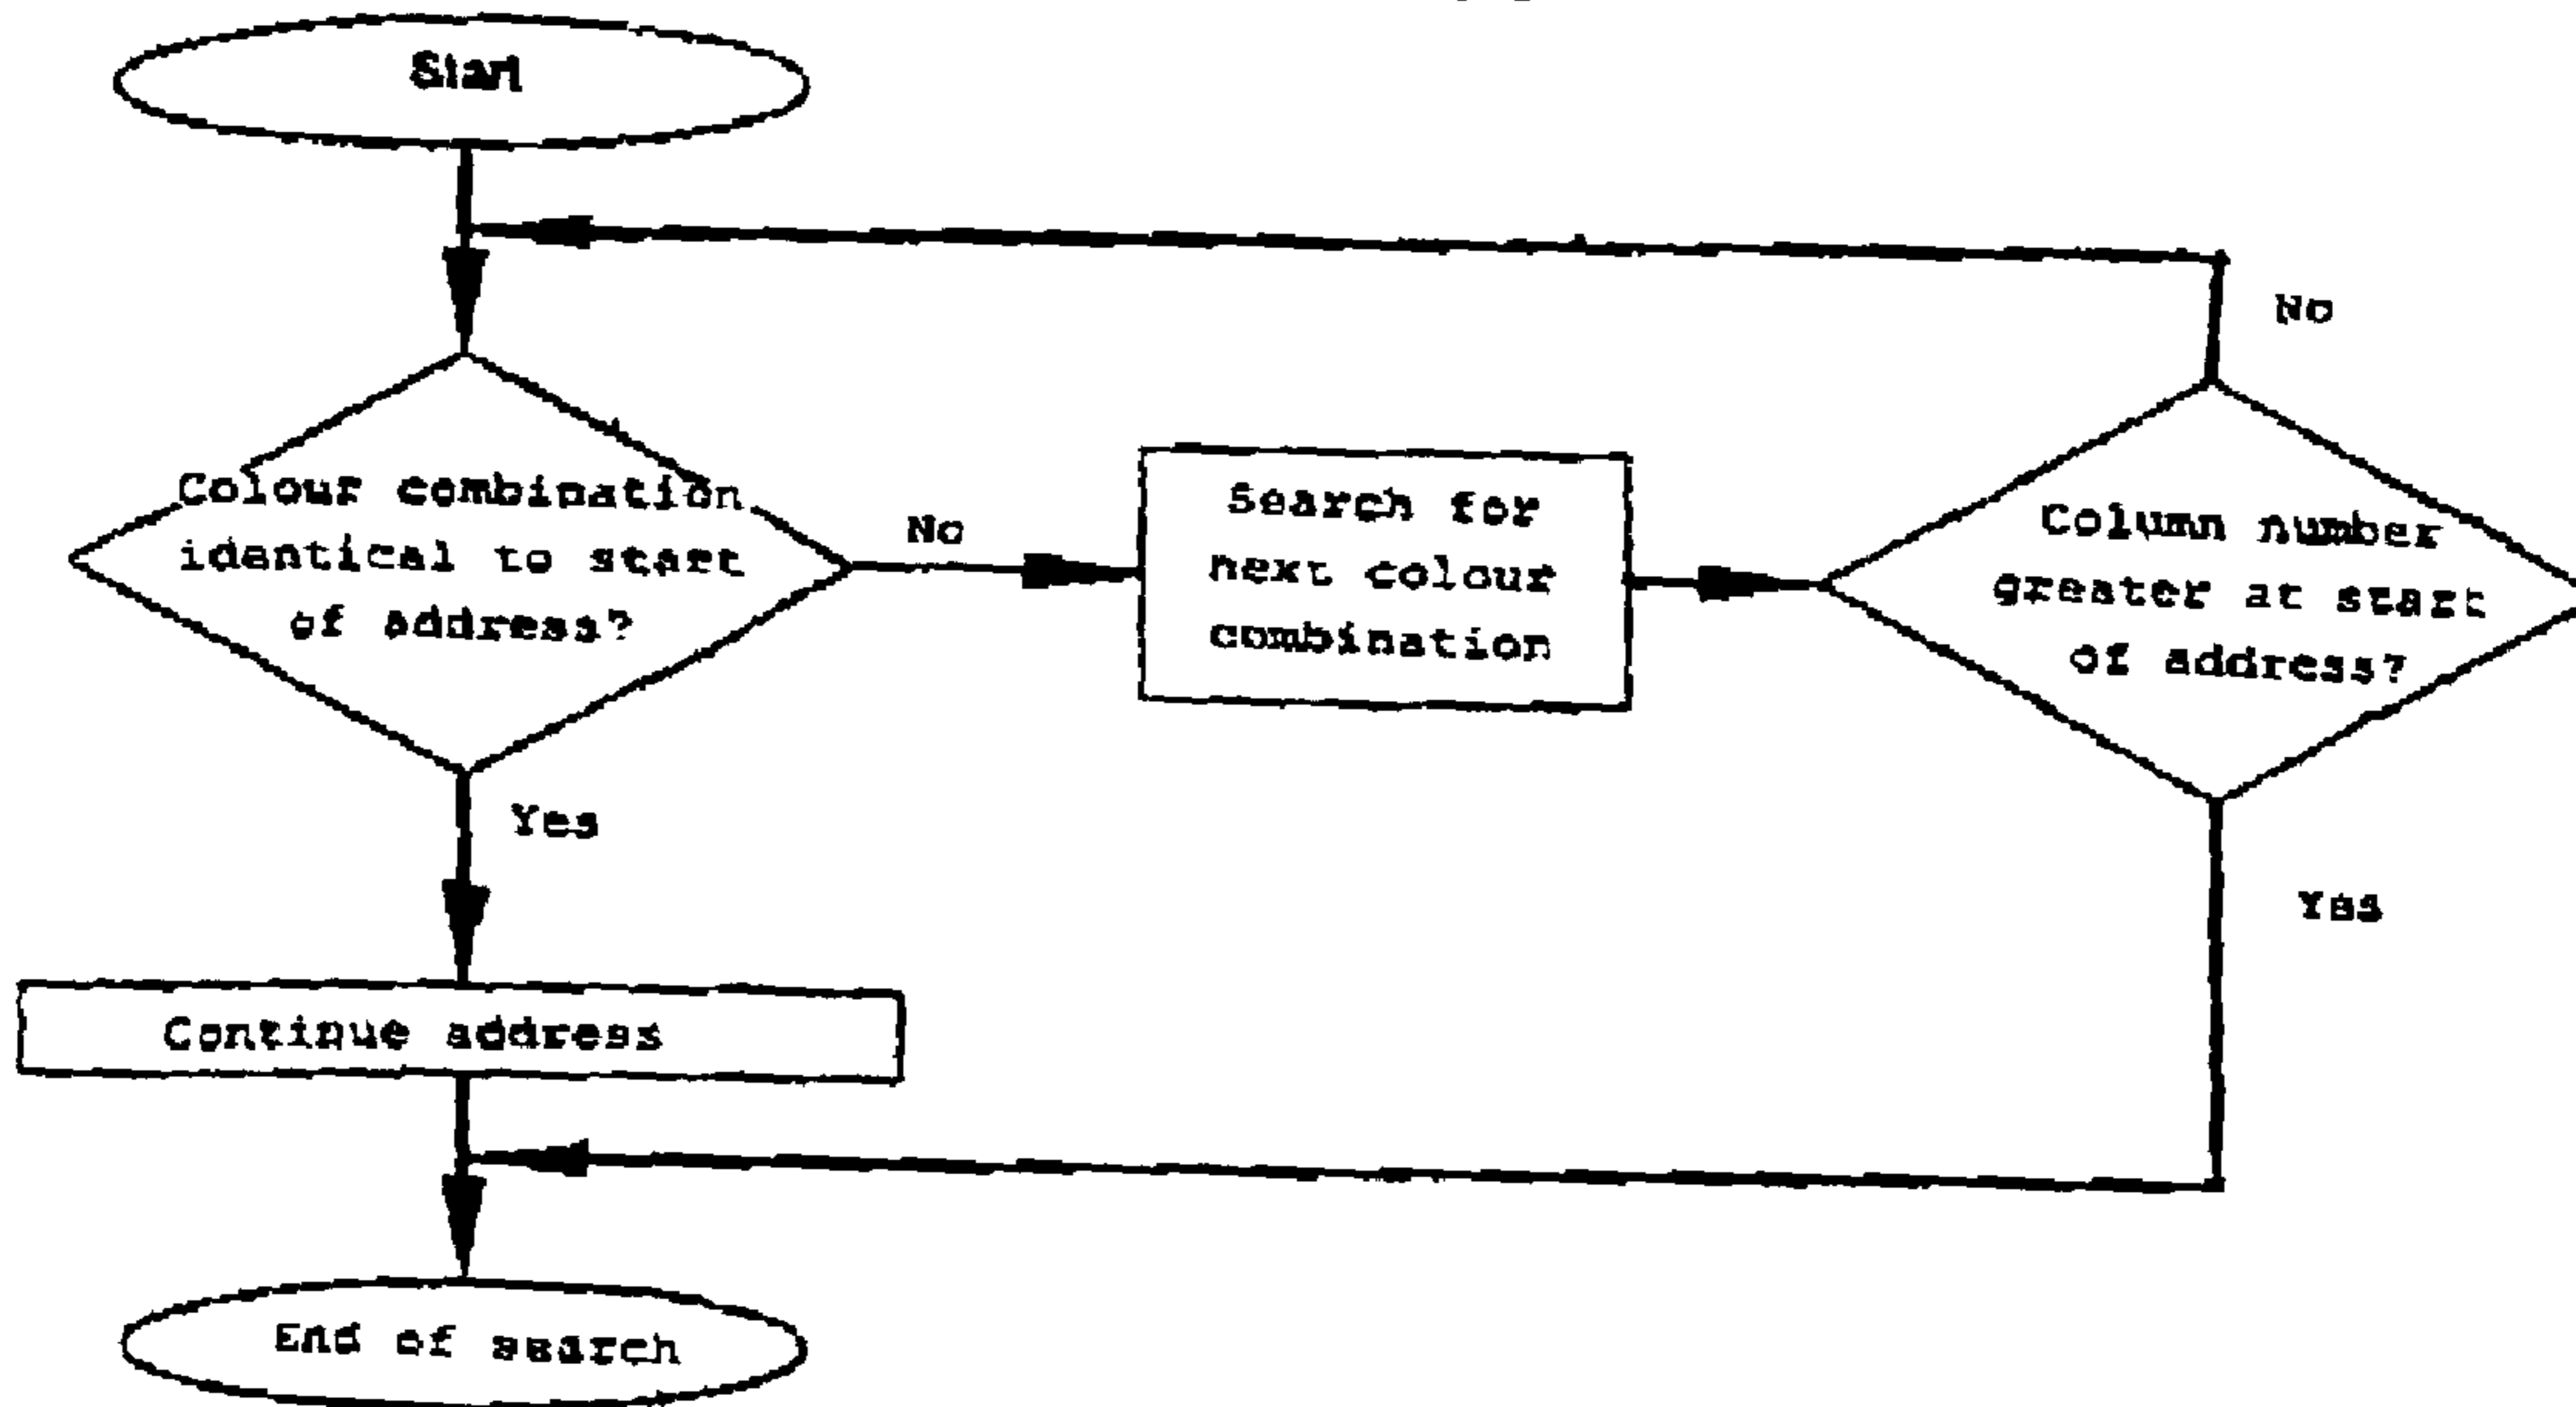 Start
No
Colour combination
identical to start
of address?
No
Search for
next colour
combination
Column number
greater at start
of address?
Yes
Yes
Continue address
End of search